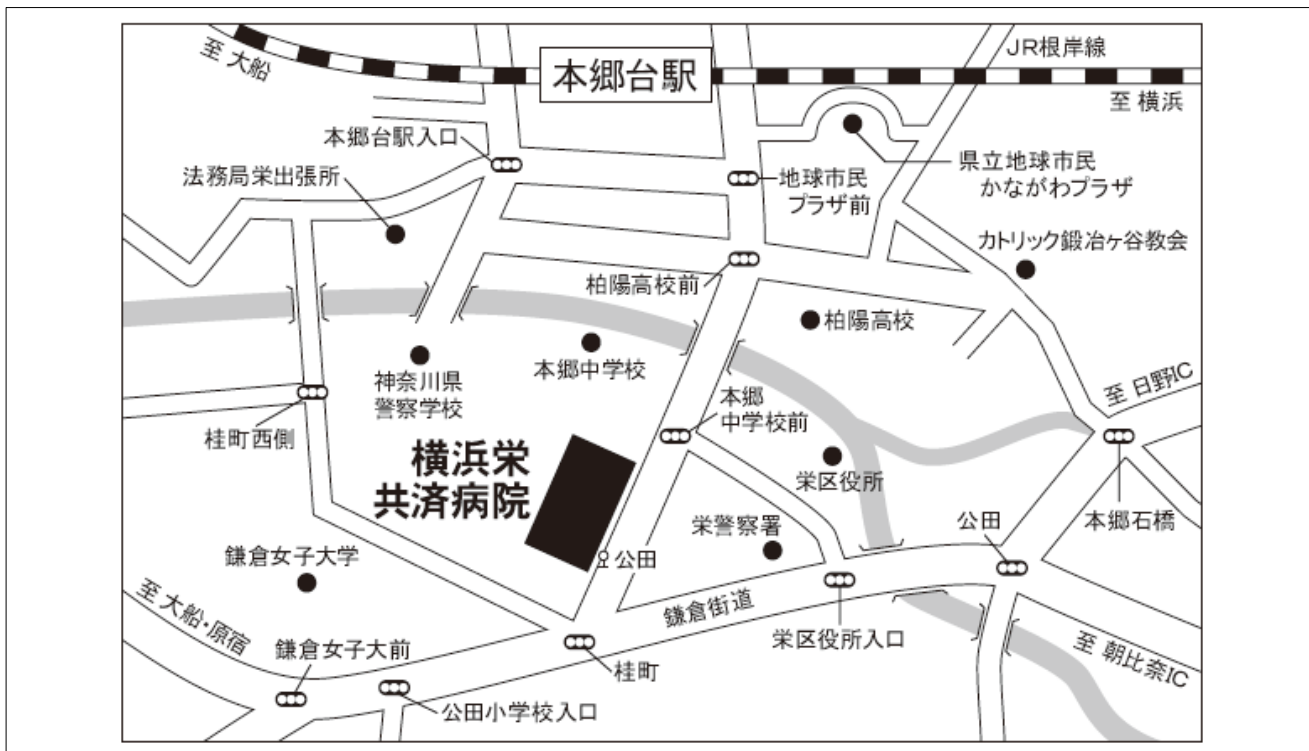 至 大船
本郷台駅
JR根岸線
至 横浜
本郷台駅入口
法務局栄出張所
地球市民
プラザ前
県立地球市民
かながわプラザ
カトリック鍛冶ヶ谷教会
柏陽高校前
柏陽高校
本郷中学校
神奈川県
警察学校
桂町西側
本郷
中学校前
至 日野IC
横浜栄
共済病院
栄区役所
本郷石橋
栄警察署
公田
公田
鎌倉女子大学
鎌倉街道
至 大船・原宿
鎌倉女子大前
桂町
栄区役所入口
至 朝比奈IC
公田小学校入口